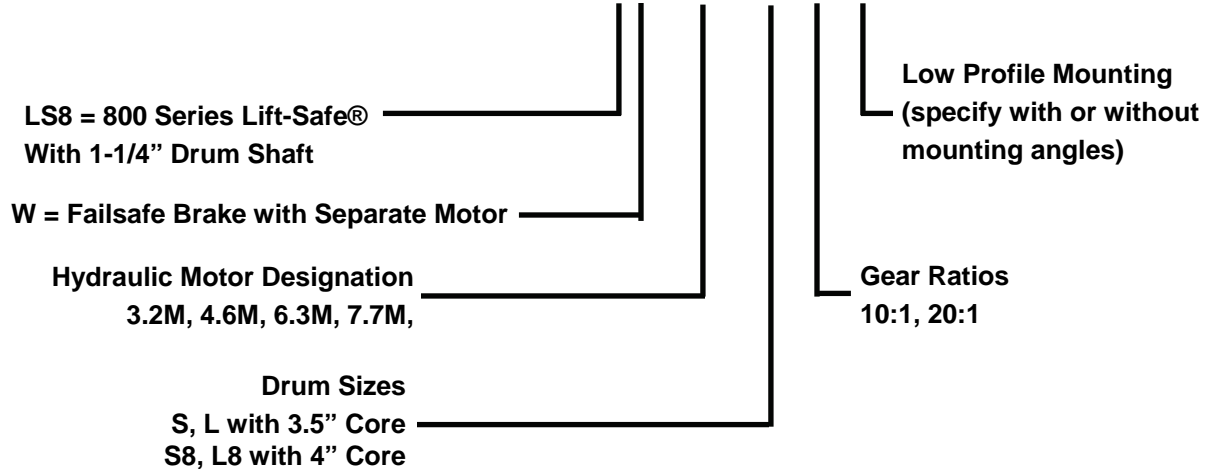 LS8 = 800 Series Lift-Safe®
With 1-1/4” Drum Shaft
W = Failsafe Brake with Separate Motor
Hydraulic Motor Designation
3.2M, 4.6M, 6.3M, 7.7M,
Drum Sizes
S, L with 3.5” Core
S8, L8 with 4” Core
Low Profile Mounting
(specify with or without
mounting angles)
Gear Ratios
10:1, 20:1